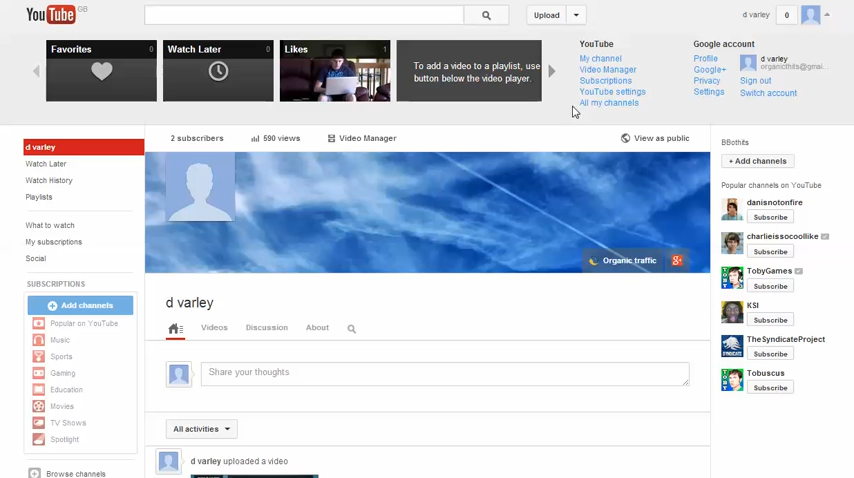 YouTube GB
Upload
d varley 0
Favorites 0
Watch Later 0
Likes 1
To add a video to a playlist, use
button below the video player.
YouTube
My channel
Video Manager
Subscriptions
YouTube settings
All my channels
Google account
Profile
Google+
Privacy
Settings
d varley
organicthits@gmai...
Sign out
Switch account
d varley
Watch Later
Watch History
Playlists
What to watch
My subscriptions
Social
SUBSCRIPTIONS
Add channels
Popular on YouTube
Music
Sports
Gaming
Education
Movies
TV Shows
Spotlight
Browse channels
2 subscribers
590 views
Video Manager
View as public
Organic traffic
g+
d varley
Videos
Discussion
About
Share your thoughts
All activities
d varley uploaded a video
BBothits
+ Add channels
Popular channels on YouTube
danisnotonfire
Subscribe
charlieissocoollike
Subscribe
TobyGames
Subscribe
KSI
Subscribe
TheSyndicateProject
Subscribe
Tobuscus
Subscribe